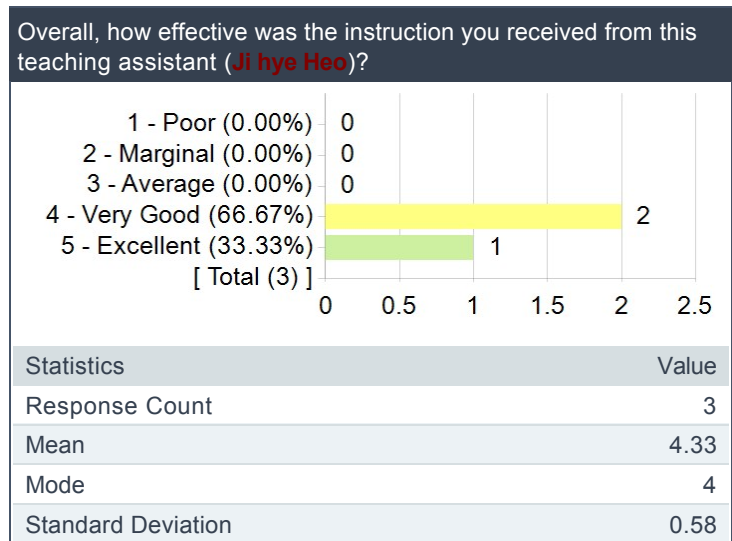 Overall, how effective was the instruction you received from this
teaching assistant (Ji hye Heo)?
1 - Poor (0.00%) 0
2 - Marginal (0.00%) 0
3 - Average (0.00%) 0
4 - Very Good (66.67%) 2
5 - Excellent (33.33%) 1
[ Total (3) ]
0 0.5 1 1.5 2 2.5
Statistics Value
Response Count 3
Mean 4.33
Mode 4
Standard Deviation 0.58